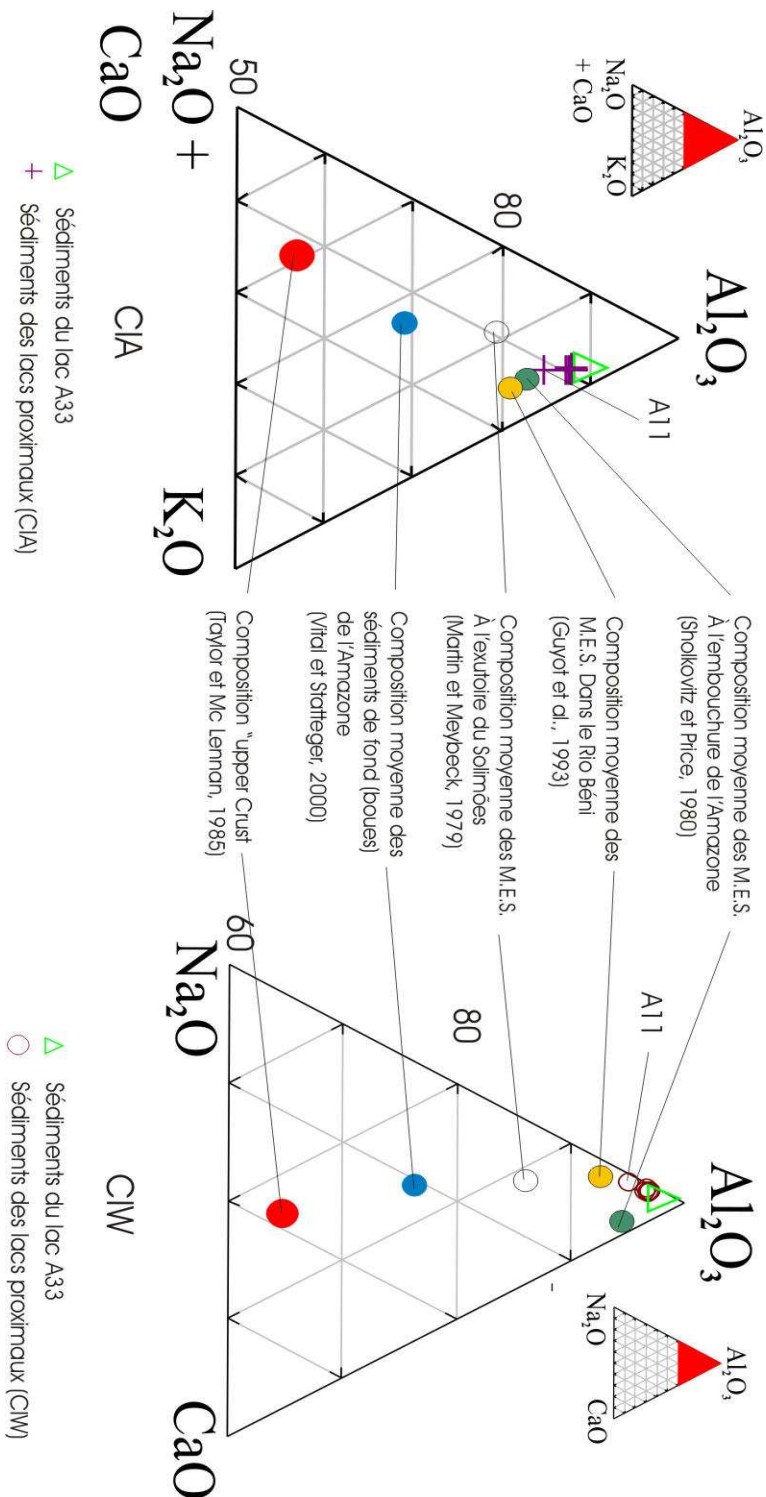 Al₂O₃
Na₂O
+ CaO
K₂O
Al₂O₃
80
50
Na₂O +
CaO
K₂O
A11
CIA
Sédiments du lac A33
Sédiments des lacs proximaux (CIA)
Composition moyenne des M.E.S.
À l'embouchure de l'Amazone
(Sholkovitz et Price, 1980)
Composition moyenne des
M.E.S. Dans le Rio Béni
(Guyot et al., 1993)
Composition moyenne des M.E.S.
À l'exutoire du Solimões
(Martin et Meybeck, 1979)
Composition moyenne des
sédiments de fond (boues)
de l'Amazone
(Vital et Statteger, 2000)
Composition "upper Crust
(Taylor et Mc Lennan, 1985)
Al₂O₃
Al₂O₃
Na₂O
CaO
A11
80
60
Na₂O
CaO
CIW
Sédiments du lac A33
Sédiments des lacs proximaux (CIW)